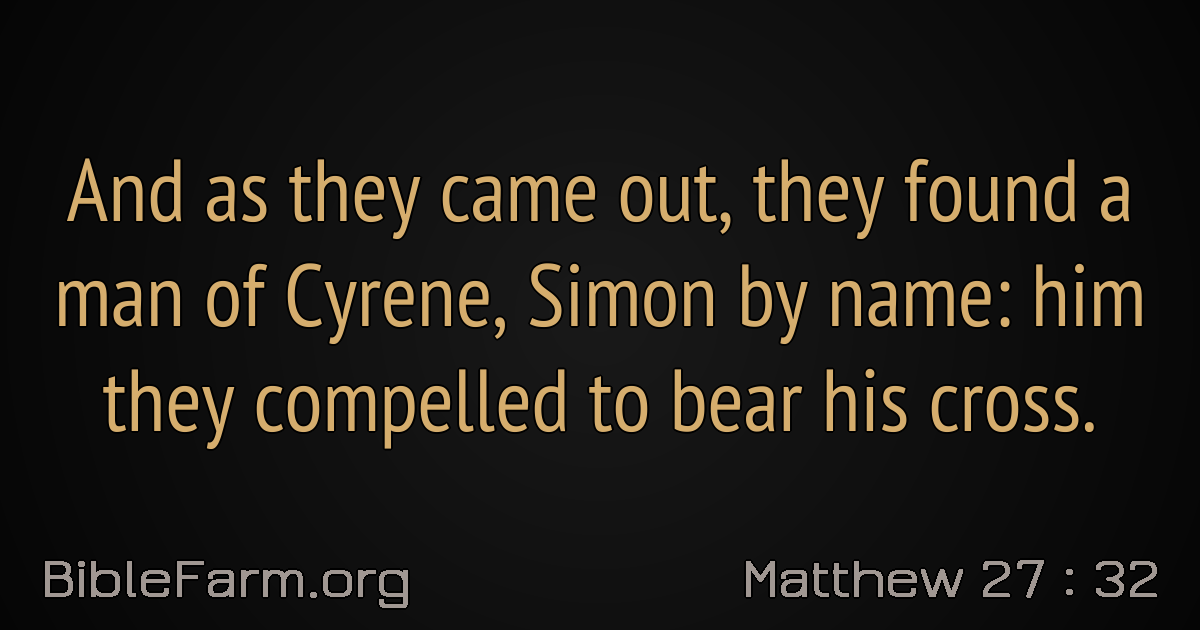 And as they came out, they found a
man of Cyrene, Simon by name: him
they compelled to bear his cross.
BibleFarm.org
Matthew 27 : 32